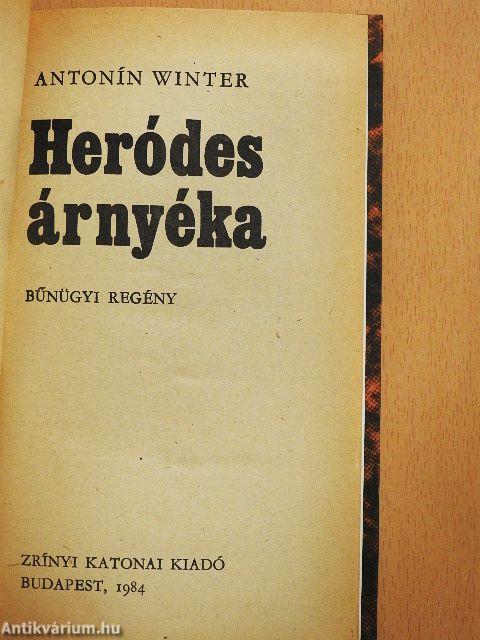 ANTONÍN WINTER
Heródes
árnyéka
BŰNÜGYI REGÉNY
ZRÍNYI KATONAI KIADÓ
BUDAPEST, 1984
Antikvárium.hu